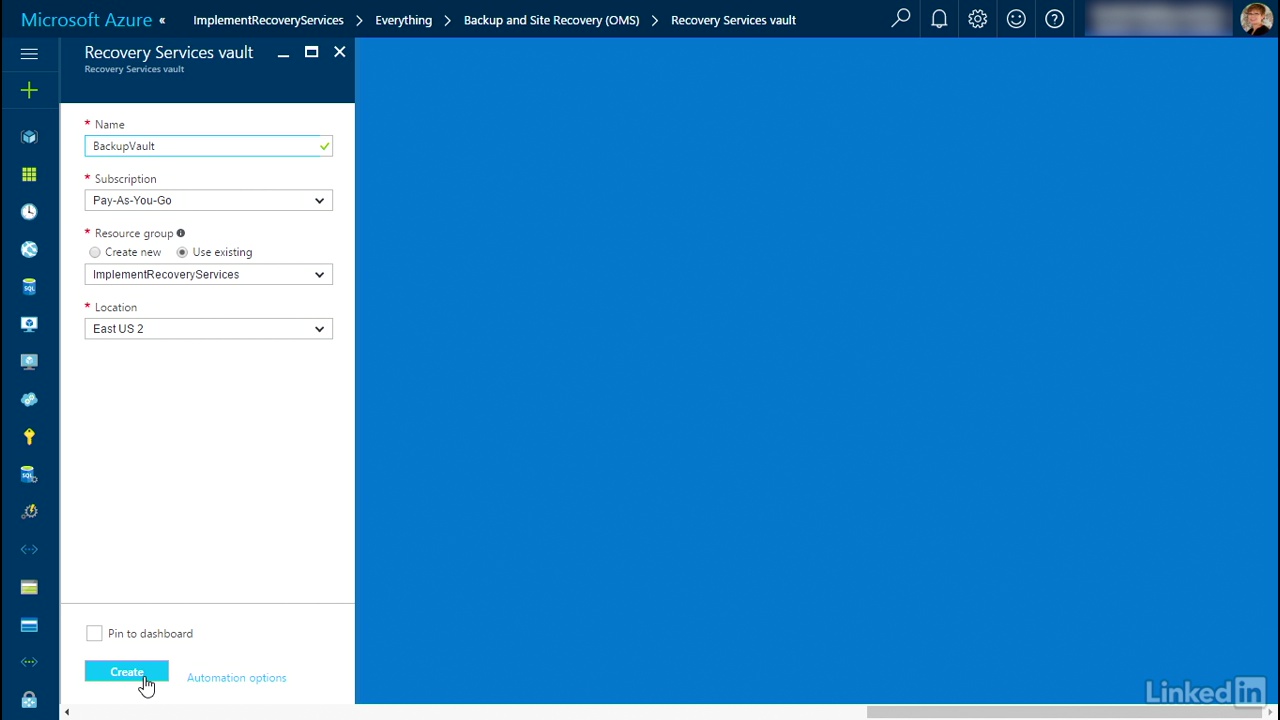 Microsoft Azure « ImplementRecoveryServices > Everything > Backup and Site Recovery (OMS) > Recovery Services vault
Recovery Services vault
Recovery Services vault
* Name
BackupVault
* Subscription
Pay-As-You-Go
* Resource group
Create new Use existing
ImplementRecoveryServices
* Location
East US 2
Pin to dashboard
Create Automation options
SQL
SQL
LinkedIn